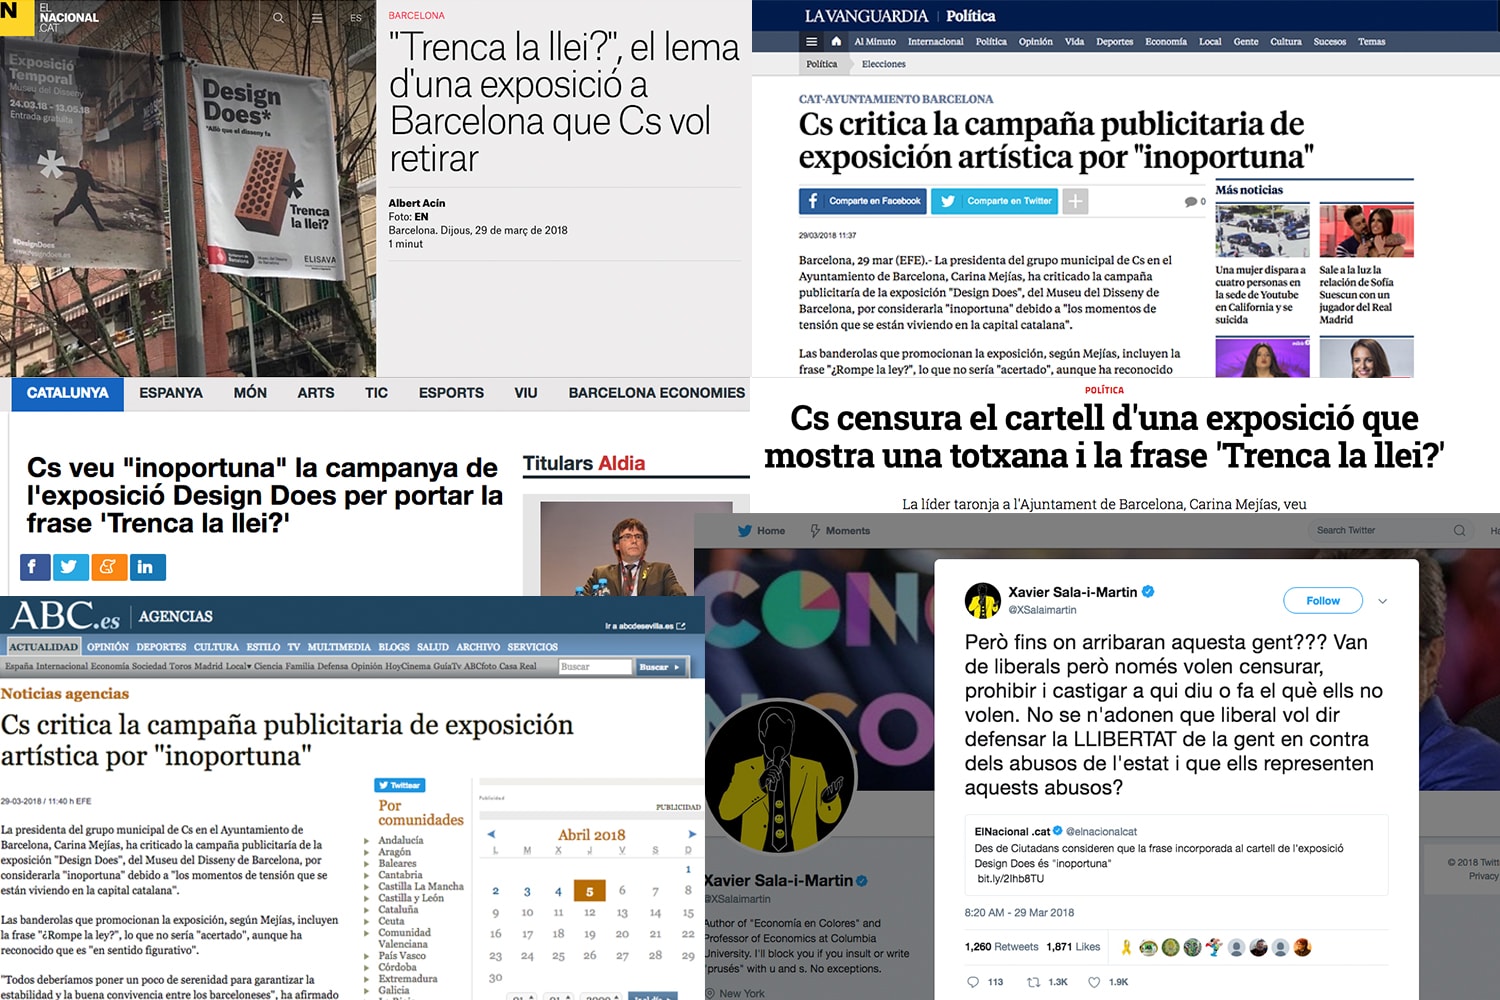 N
EL
NACIONAL
.CAT
ES
Exposició
Temporal
Museu del Disseny
24.03.18 - 13.05.18
Entrada gratuïta
#DesignDoes
Design
Does*
*Allò que el disseny fa
*Trenca
la llei?
ELISAVA
BARCELONA
"Trenca la llei?", el lema
d'una exposició a
Barcelona que Cs vol
retirar
Albert Acín
Foto: EN
Barcelona. Dijous, 29 de març de 2018
1 minut
LA VANGUARDIA | Política
Al Minuto Internacional Política Opinión Vida Deportes Economía Local Gente Cultura Sucesos Temas
Política Elecciones
CAT-AYUNTAMIENTO BARCELONA
Cs critica la campaña publicitaria de
exposición artística por "inoportuna"
Comparte en Facebook Comparte en Twitter + 0
29/03/2018 11:37
Barcelona, 29 mar (EFE).- La presidenta del grupo municipal de Cs en el
Ayuntamiento de Barcelona, Carina Mejías, ha criticado la campaña
publicitaria de la exposición "Design Does", del Museo del Disseny de
Barcelona, por considerarla "inoportuna" debido a "los momentos de
tensión que se están viviendo en la capital catalana".
Las banderolas que promocionan la exposición, según Mejías, incluyen la
frase "¿Rompe la ley?", lo que no sería "acertado", aunque ha reconocido
Más noticias
Una mujer dispara a
cuatro personas en
la sede de Youtube
en California y se
suicida
Sale a la luz la
relación de Sofía
Suescun con un
jugador del Real
Madrid
CATALUNYA ESPANYA MÓN ARTS TIC ESPORTS VIU BARCELONA ECONOMIES
Cs veu "inoportuna" la campanya de
l'exposició Design Does per portar la
frase 'Trenca la llei?'
f in
Titulars Aldia
POLÍTICA
Cs censura el cartell d'una exposició que
mostra una totxana i la frase 'Trenca la llei?'
La líder taronja a l'Ajuntament de Barcelona, Carina Mejías, veu
ABC.es | AGENCIAS
Ir a abcdesevilla.es
ACTUALIDAD OPINIÓN DEPORTES CULTURA ESTILO TV MULTIMEDIA BLOGS SALUD ARCHIVO SERVICIOS
España Internacional Economía Sociedad Toros Madrid Local Ciencia Familia Defensa Opinión HoyCinema GuíaTv ABCfoto Casa Real
Buscar Buscar
Noticias agencias
Cs critica la campaña publicitaria de exposición
artística por "inoportuna"
29-03-2018 / 11:40 h EFE
La presidenta del grupo municipal de Cs en el Ayuntamiento de
Barcelona, Carina Mejías, ha criticado la campaña publicitaria de la
exposición "Design Does", del Museu del Disseny de Barcelona, por
considerarla "inoportuna" debido a "los momentos de tensión que se
están viviendo en la capital catalana".
Las banderolas que promocionan la exposición, según Mejías, incluyen
la frase "¿Rompe la ley?", lo que no sería "acertado", aunque ha
reconocido que es "en sentido figurativo".
"Todos deberíamos poner un poco de serenidad para garantizar la
estabilidad y la buena convivencia entre los barceloneses", ha afirmado
Twittear
Por
comunidades
Andalucía
Aragón
Baleares
Cantabria
Castilla La Mancha
Castilla y León
Cataluña
Ceuta
Comunidad
Valenciana
País Vasco
Córdoba
Extremadura
Galicia
Publicidad
PUBLICIDAD
Abril 2018
L M X J V S D
1
2 3 4 5 6 7 8
9 10 11 12 13 14 15
16 17 18 19 20 21 22
23 24 25 26 27 28 29
30
Home Moments
Search Twitter
CONG
N CO
Xavier Sala-i-Martin
@XSalaimartin
Follow
Però fins on arribaran aquesta gent??? Van
de liberals però només volen censurar,
prohibir i castigar a qui diu o fa el què ells no
volen. No se n'adonen que liberal vol dir
defensar la LLIBERTAT de la gent en contra
dels abusos de l'estat i que ells representen
aquests abusos?
ElNacional .cat @elnacionalcat
Des de Ciutadans consideren que la frase incorporada al cartell de l'exposició
Design Does és "inoportuna"
bit.ly/2Ihb8TU
8:20 AM - 29 Mar 2018
1,260 Retweets 1,871 Likes
113 1.3K 1.9K
Xavier Sala-i-Martin
@XSalaimartin
Author of "Economía en Colores" and
Professor of Economics at Columbia
University. I'll block you if you insult or write
"prusés" with u and s. No exceptions.
New York
© 2018 Twitt
Privacy